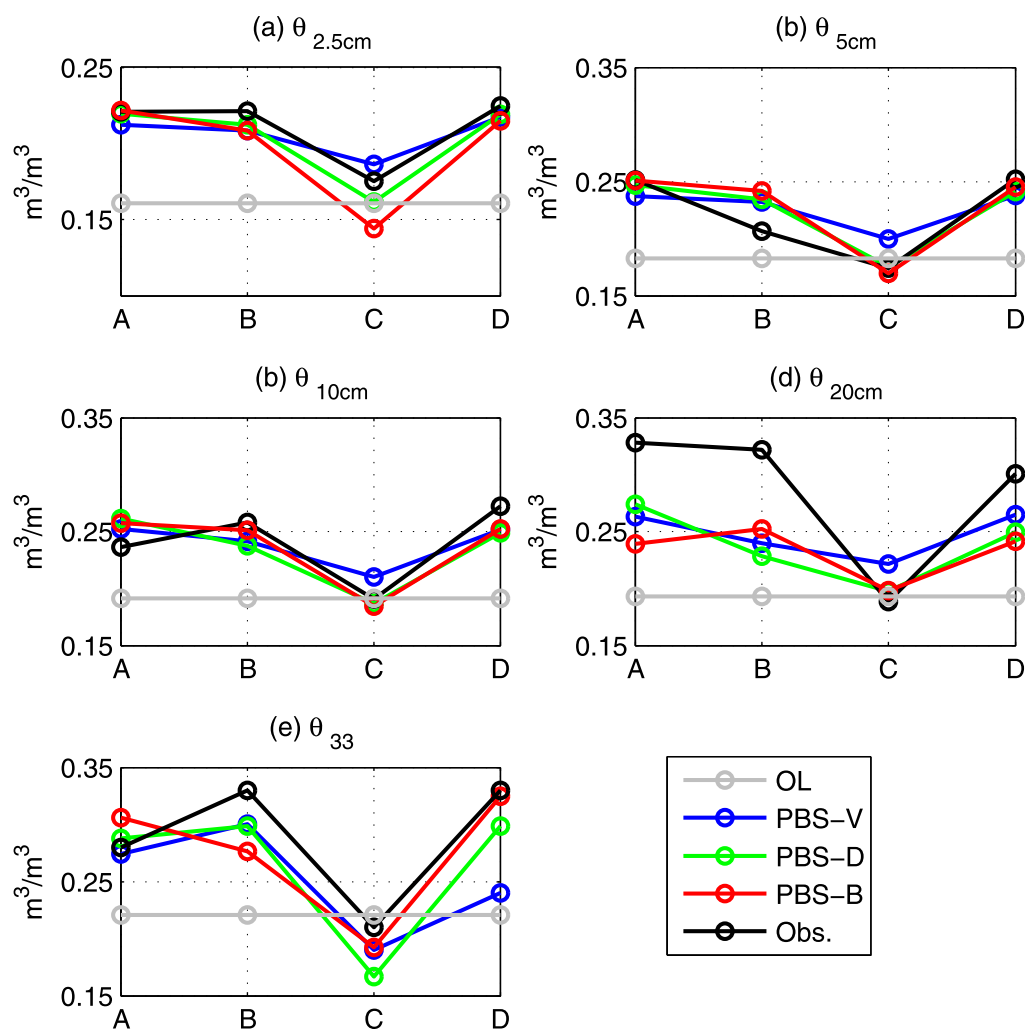 (a) θ 2.5cm
0.25
0.15
m³/m³
A B C D
(b) θ 5cm
0.35
0.25
0.15
m³/m³
A B C D
(b) θ 10cm
0.35
0.25
0.15
m³/m³
A B C D
(d) θ 20cm
0.35
0.25
0.15
m³/m³
A B C D
(e) θ 33
0.35
0.25
0.15
m³/m³
A B C D
OL
PBS−V
PBS−D
PBS−B
Obs.